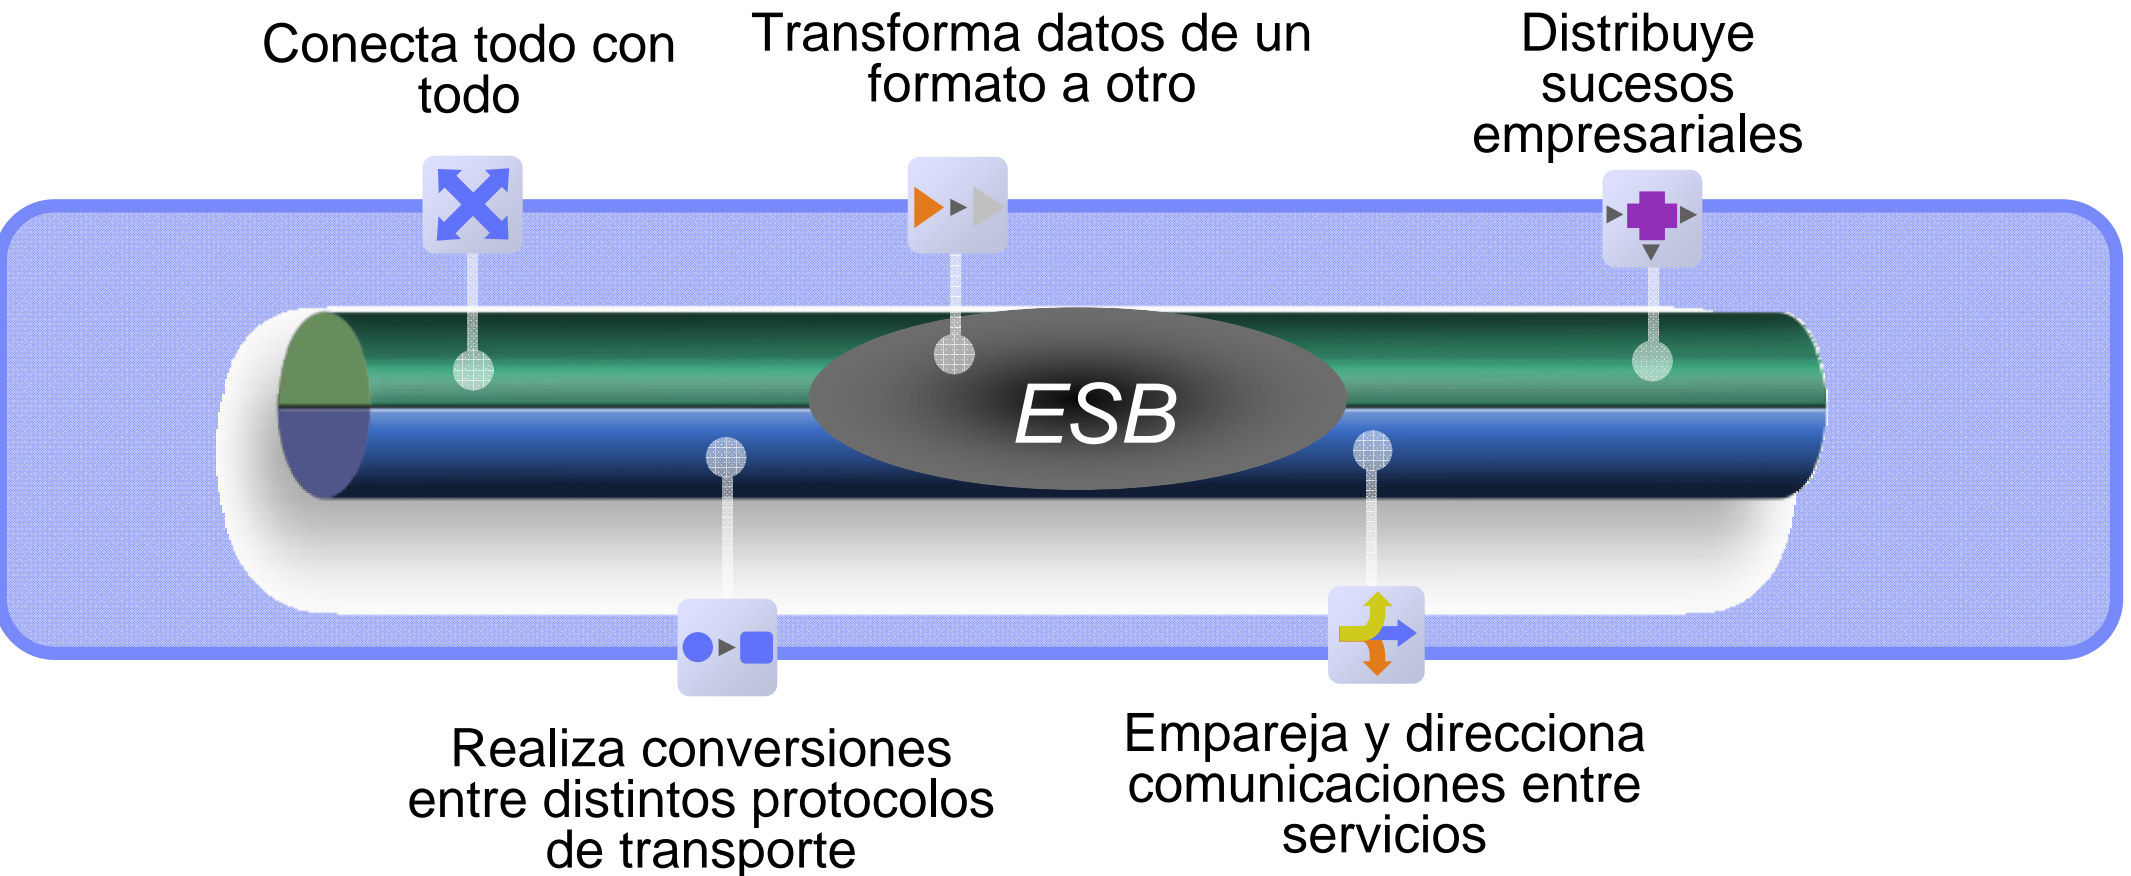 Conecta todo con
todo
Transforma datos de un
formato a otro
Distribuye
sucesos
empresariales
ESB
Realiza conversiones
entre distintos protocolos
de transporte
Empareja y direcciona
comunicaciones entre
servicios